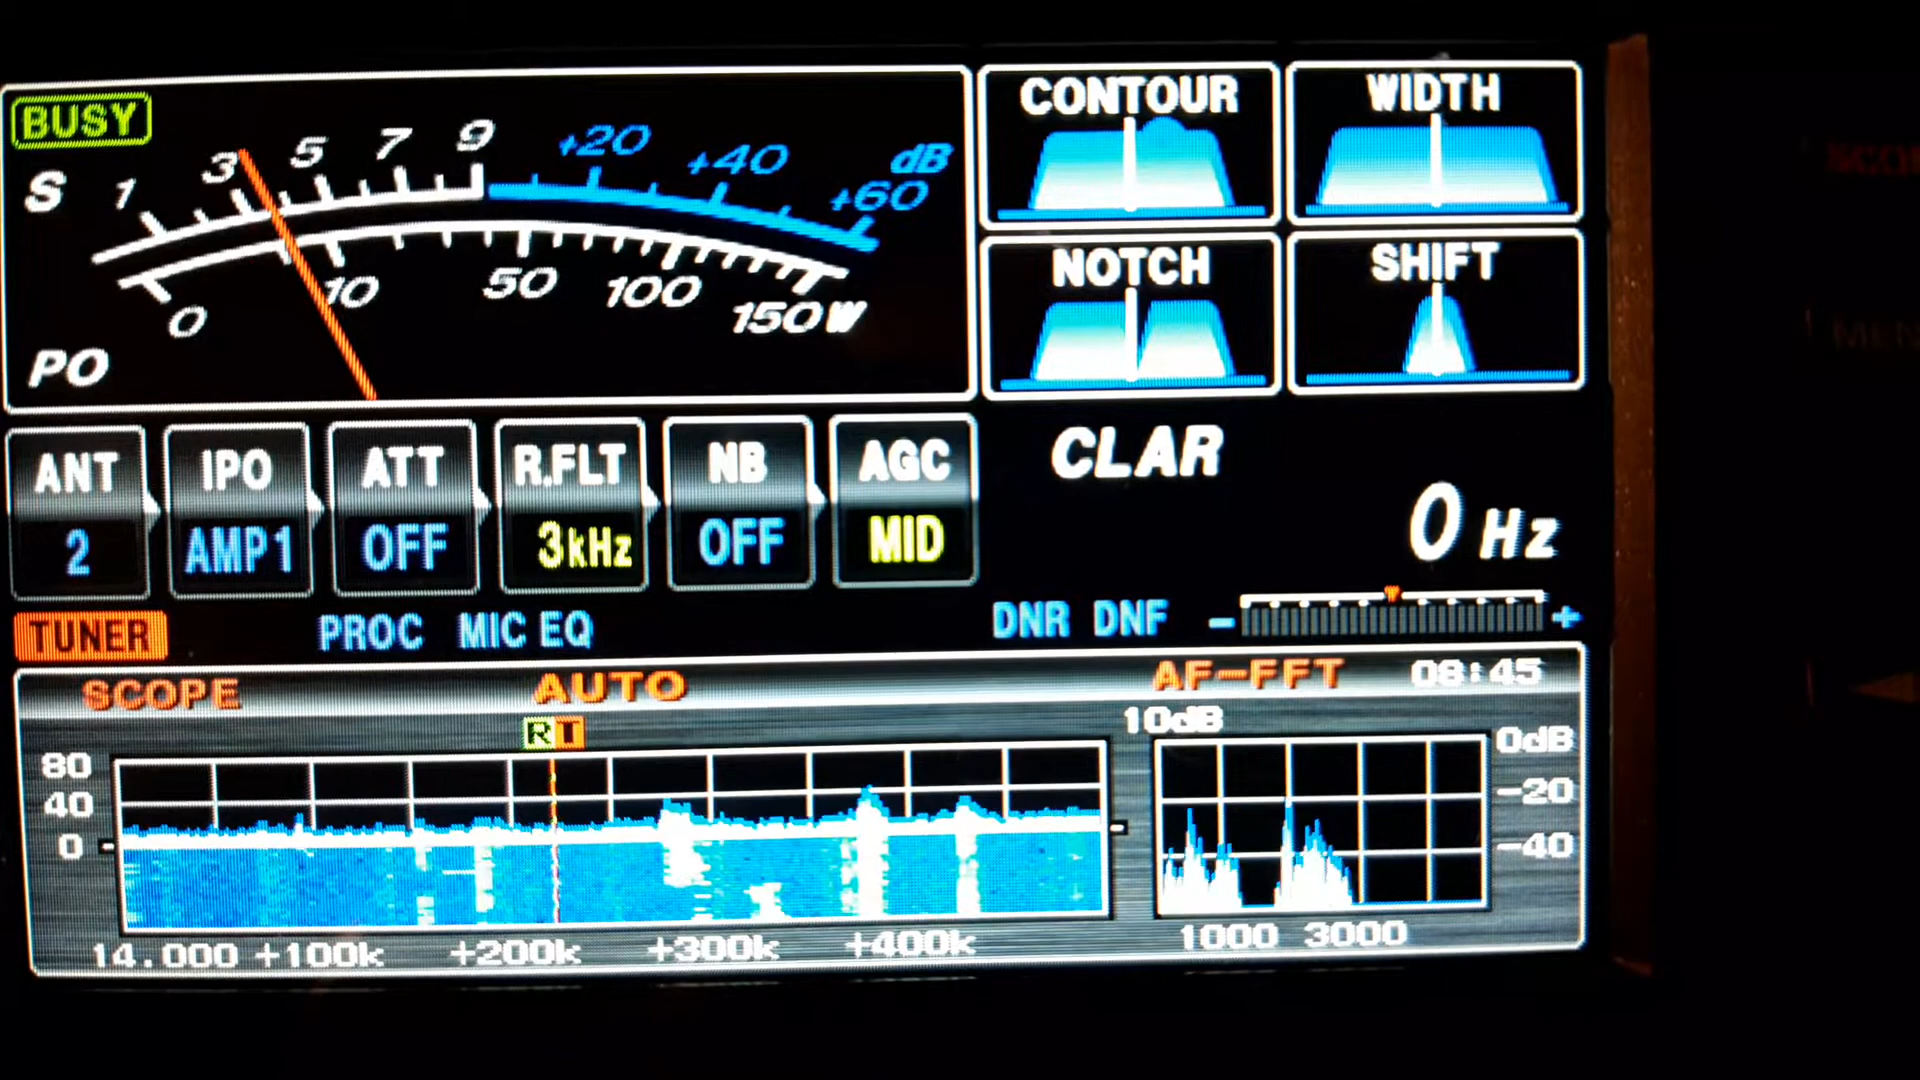 BUSY
S 1 3 5 7 9 +20 +40 +60 dB
0 10 50 100 150 W
PO
CONTOUR
WIDTH
NOTCH
SHIFT
ANT IPO ATT R.FLT NB AGC
2 AMP1 OFF 3kHz OFF MID
CLAR
0 Hz
TUNER PROC MIC EQ DNR DNF - +
SCOPE AUTO AF-FFT 08:45
R T
10dB
80
40
0
0dB
-20
-40
14.000 +100k +200k +300k +400k
1000 3000